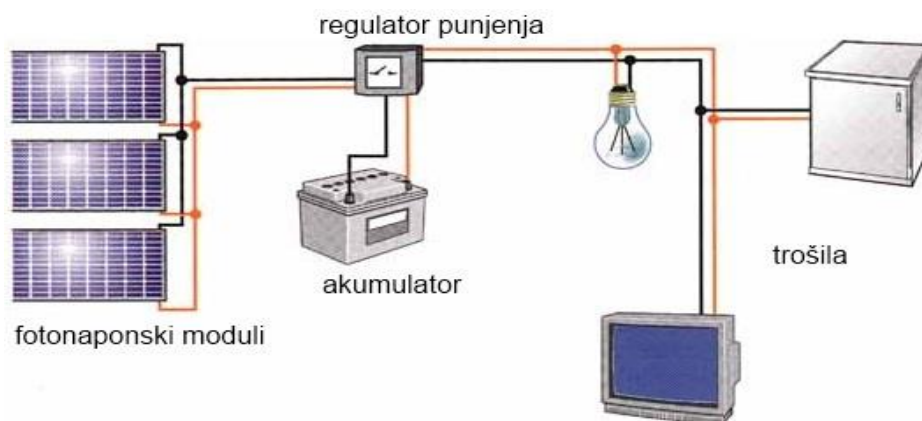 regulator punjenja
akumulator
trošila
fotonaponski moduli